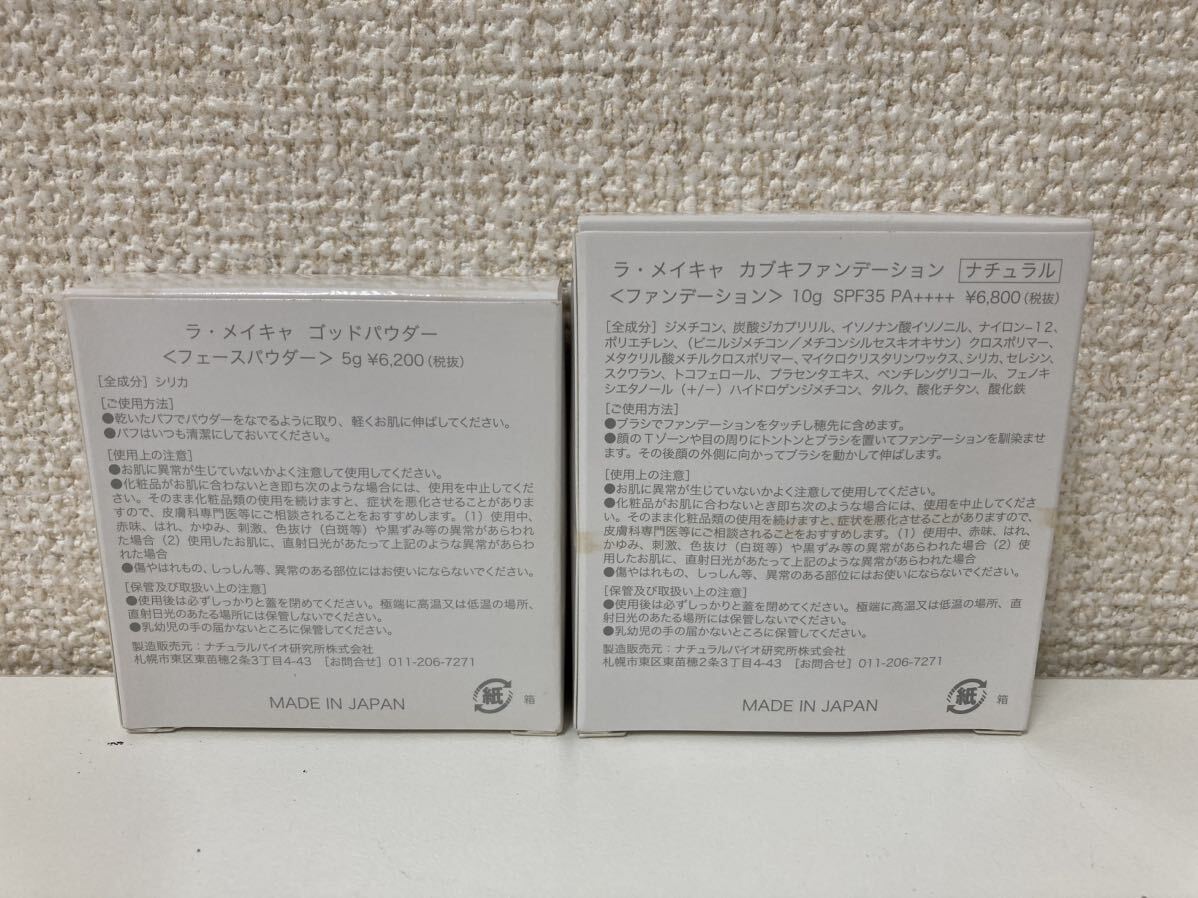 ラ・メイキャ ゴッドパウダー
＜フェースパウダー＞ 5g ¥6,200(税抜)
［全成分］シリカ
［ご使用方法］
●乾いたパフでパウダーをなでるように取り、軽くお肌に伸ばしてください。
●パフはいつも清潔にしておいてください。
［使用上の注意］
●お肌に異常が生じていないかよく注意して使用してください。
●化粧品がお肌に合わないとき即ち次のような場合には、使用を中止してくださ
い。そのまま化粧品類の使用を続けますと、症状を悪化させることがありま
すので、皮膚科専門医等にご相談されることをおすすめします。(1) 使用中、
赤味、はれ、かゆみ、刺激、色抜け（白斑等）や黒ずみ等の異常があらわれ
た場合 (2) 使用したお肌に、直射日光があたって上記のような異常があらわ
れた場合
●傷やはれもの、しっしん等、異常のある部位にはお使いにならないでください。
［保管及び取扱い上の注意］
●使用後は必ずしっかりと蓋を閉めてください。極端に高温又は低温の場所、
直射日光のあたる場所には保管しないでください。
●乳幼児の手の届かないところに保管してください。
製造販売元：ナチュラルバイオ研究所株式会社
札幌市東区東苗穂2条3丁目4-43 ［お問合せ］011-206-7271
MADE IN JAPAN
紙
箱
ラ・メイキャ カブキファンデーション ナチュラル
＜ファンデーション＞ 10g SPF35 PA++++ ¥6,800(税抜)
［全成分］ジメチコン、炭酸ジカプリリル、イソノナン酸イソノニル、ナイロン-12、
ポリエチレン、（ビニルジメチコン／メチコンシルセスキオキサン）クロスポリマー、
メタクリル酸メチルクロスポリマー、マイクロクリスタリンワックス、シリカ、セレシン、
スクワラン、トコフェロール、プラセンタエキス、ペンチレングリコール、フェノキ
シエタノール（+/−）ハイドロゲンジメチコン、タルク、酸化チタン、酸化鉄
［ご使用方法］
●ブラシでファンデーションをタッチし穂先に含めます。
●顔のTゾーンや目の周りにトントンとブラシを置いてファンデーションを馴染ませ
ます。その後顔の外側に向かってブラシを動かして伸ばします。
［使用上の注意］
●お肌に異常が生じていないかよく注意して使用してください。
●化粧品がお肌に合わないとき即ち次のような場合には、使用を中止してくださ
い。そのまま化粧品類の使用を続けますと、症状を悪化させることがありますので、
皮膚科専門医等にご相談されることをおすすめします。(1) 使用中、赤味、はれ、
かゆみ、刺激、色抜け（白斑等）や黒ずみ等の異常があらわれた場合 (2) 使
用したお肌に、直射日光があたって上記のような異常があらわれた場合
●傷やはれもの、しっしん等、異常のある部位にはお使いにならないでください。
［保管及び取扱い上の注意］
●使用後は必ずしっかりと蓋を閉めてください。極端に高温又は低温の場所、直
射日光のあたる場所には保管しないでください。
●乳幼児の手の届かないところに保管してください。
製造販売元：ナチュラルバイオ研究所株式会社
札幌市東区東苗穂2条3丁目4-43 ［お問合せ］011-206-7271
MADE IN JAPAN
紙
箱